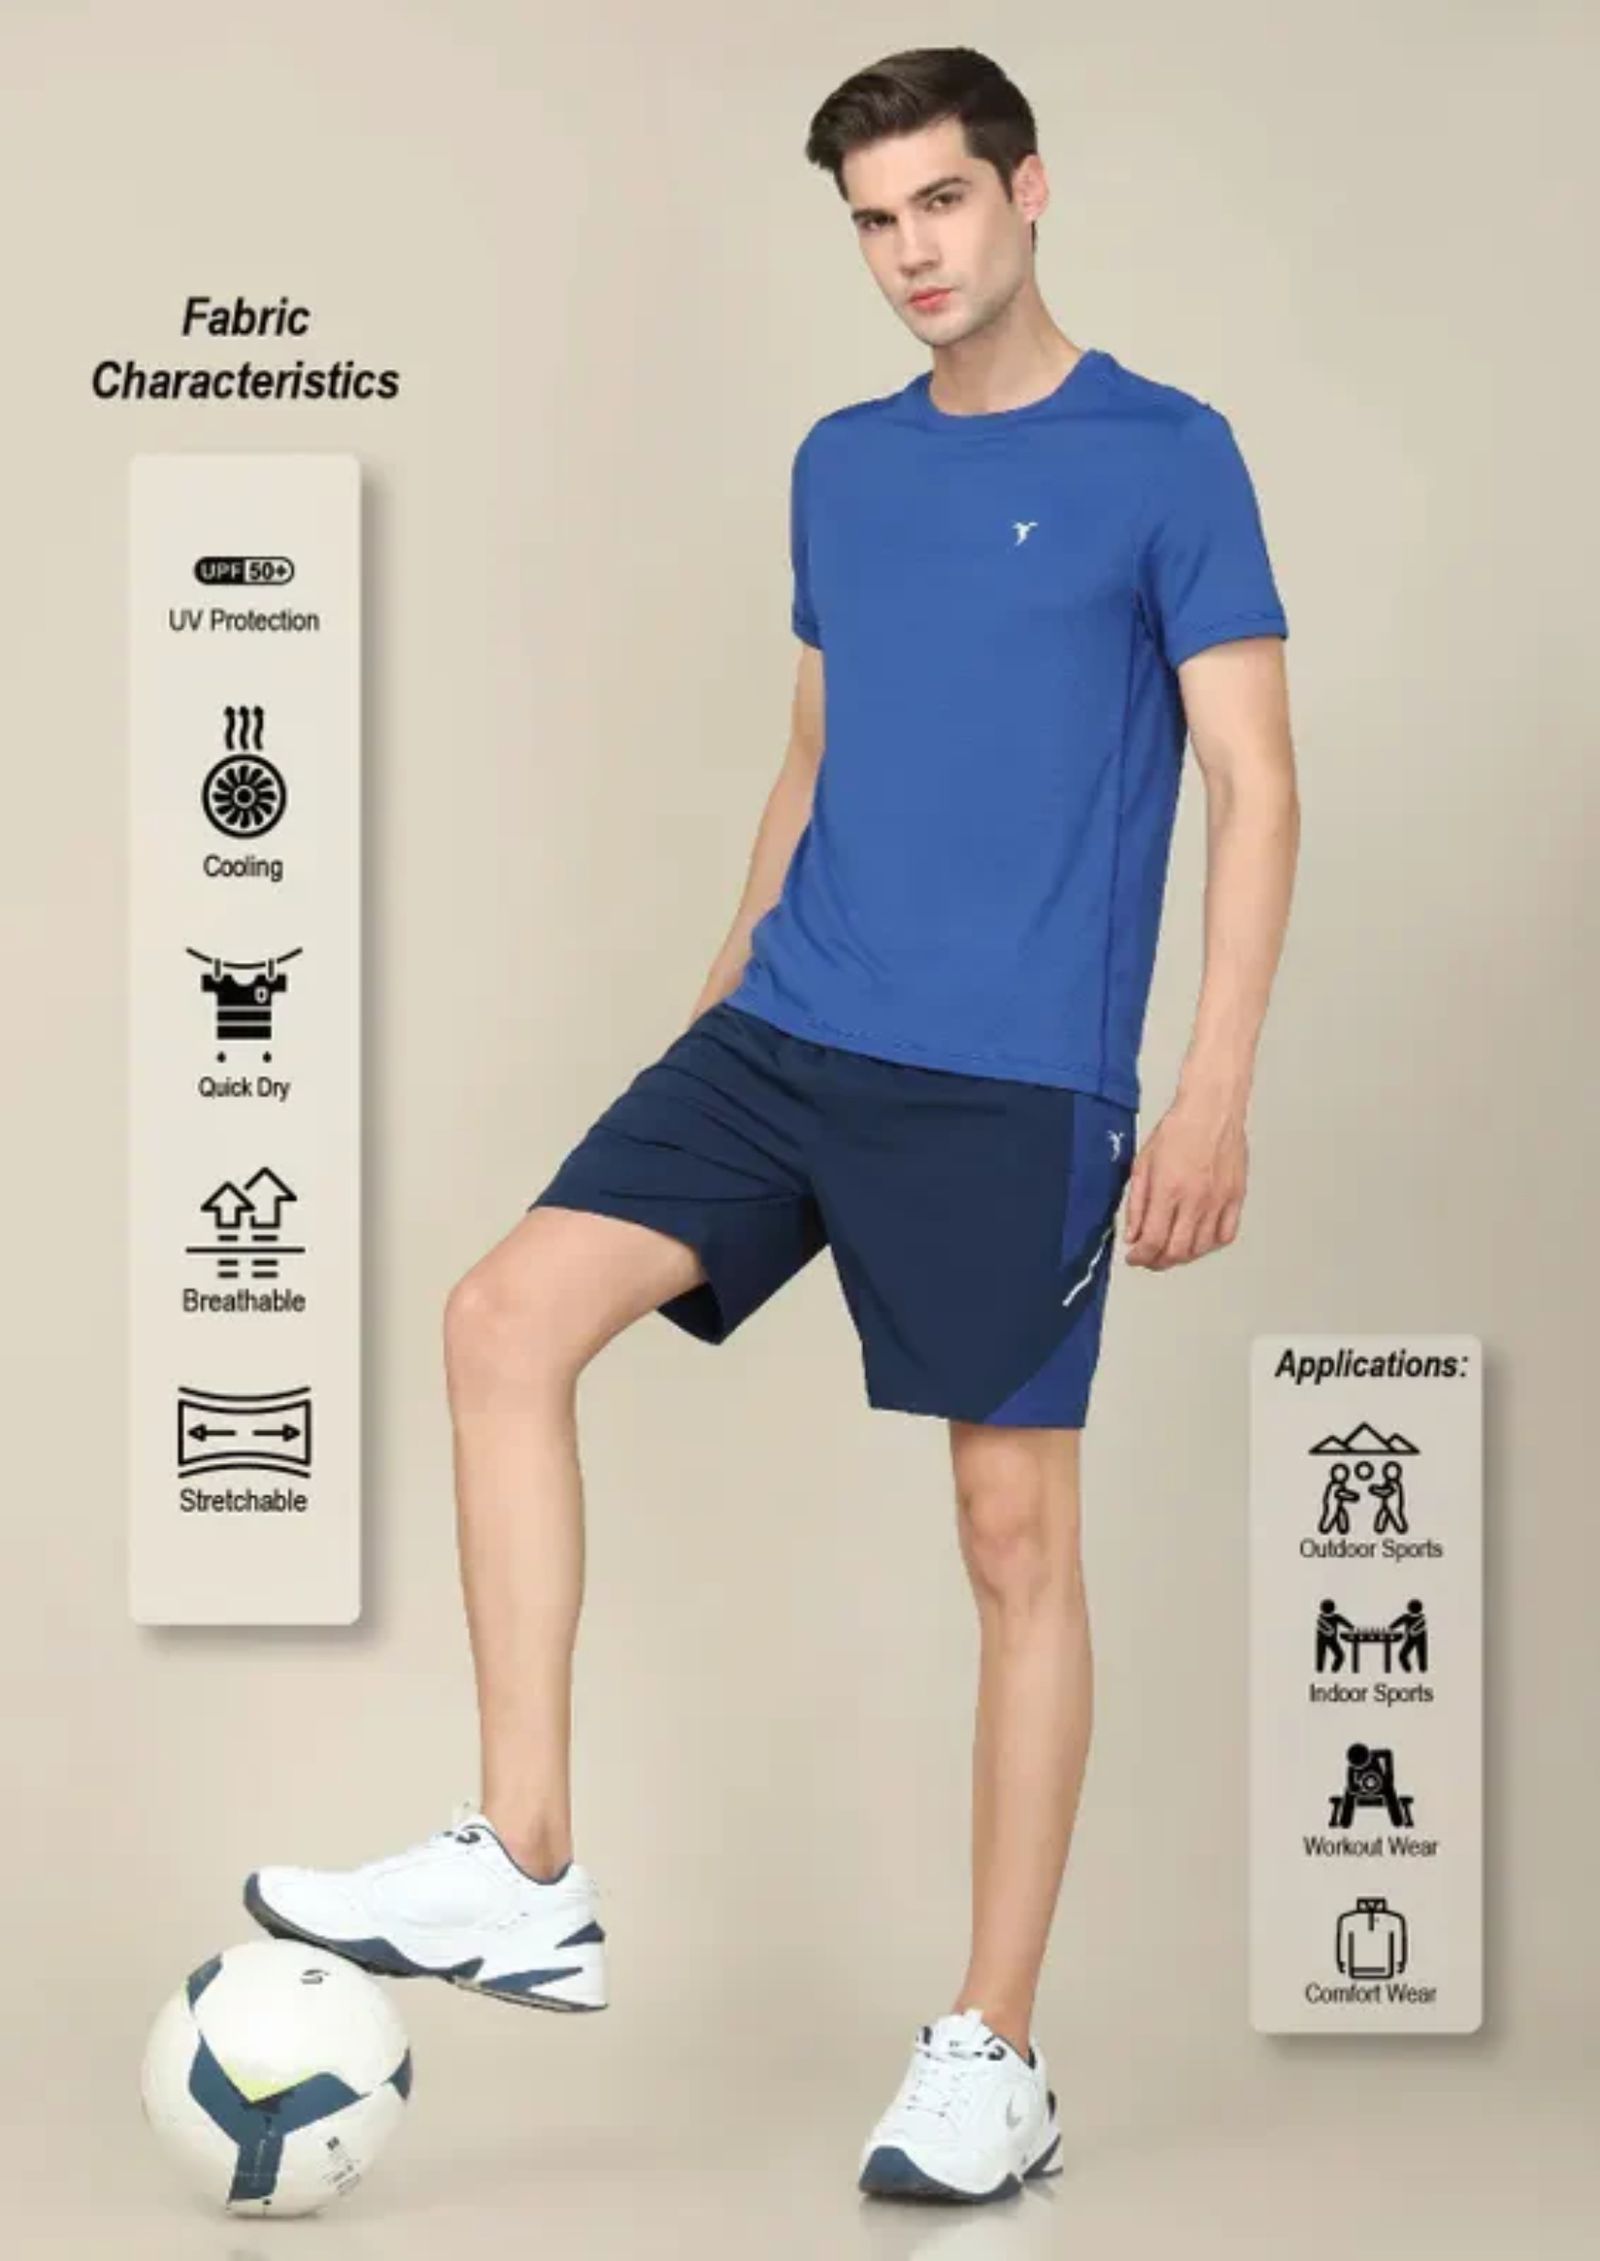 Fabric
Characteristics
UPF 50+
UV Protection
Cooling
Quick Dry
Breathable
Stretchable
Applications:
Outdoor Sports
Indoor Sports
Workout Wear
Comfort Wear